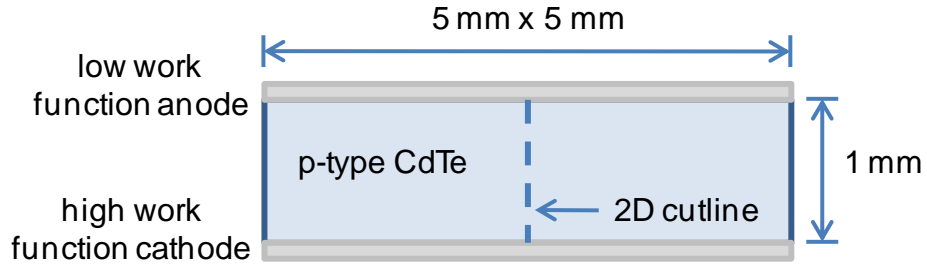 5 mm x 5 mm
low work
function anode
p-type CdTe
1 mm
high work
function cathode
2D cutline